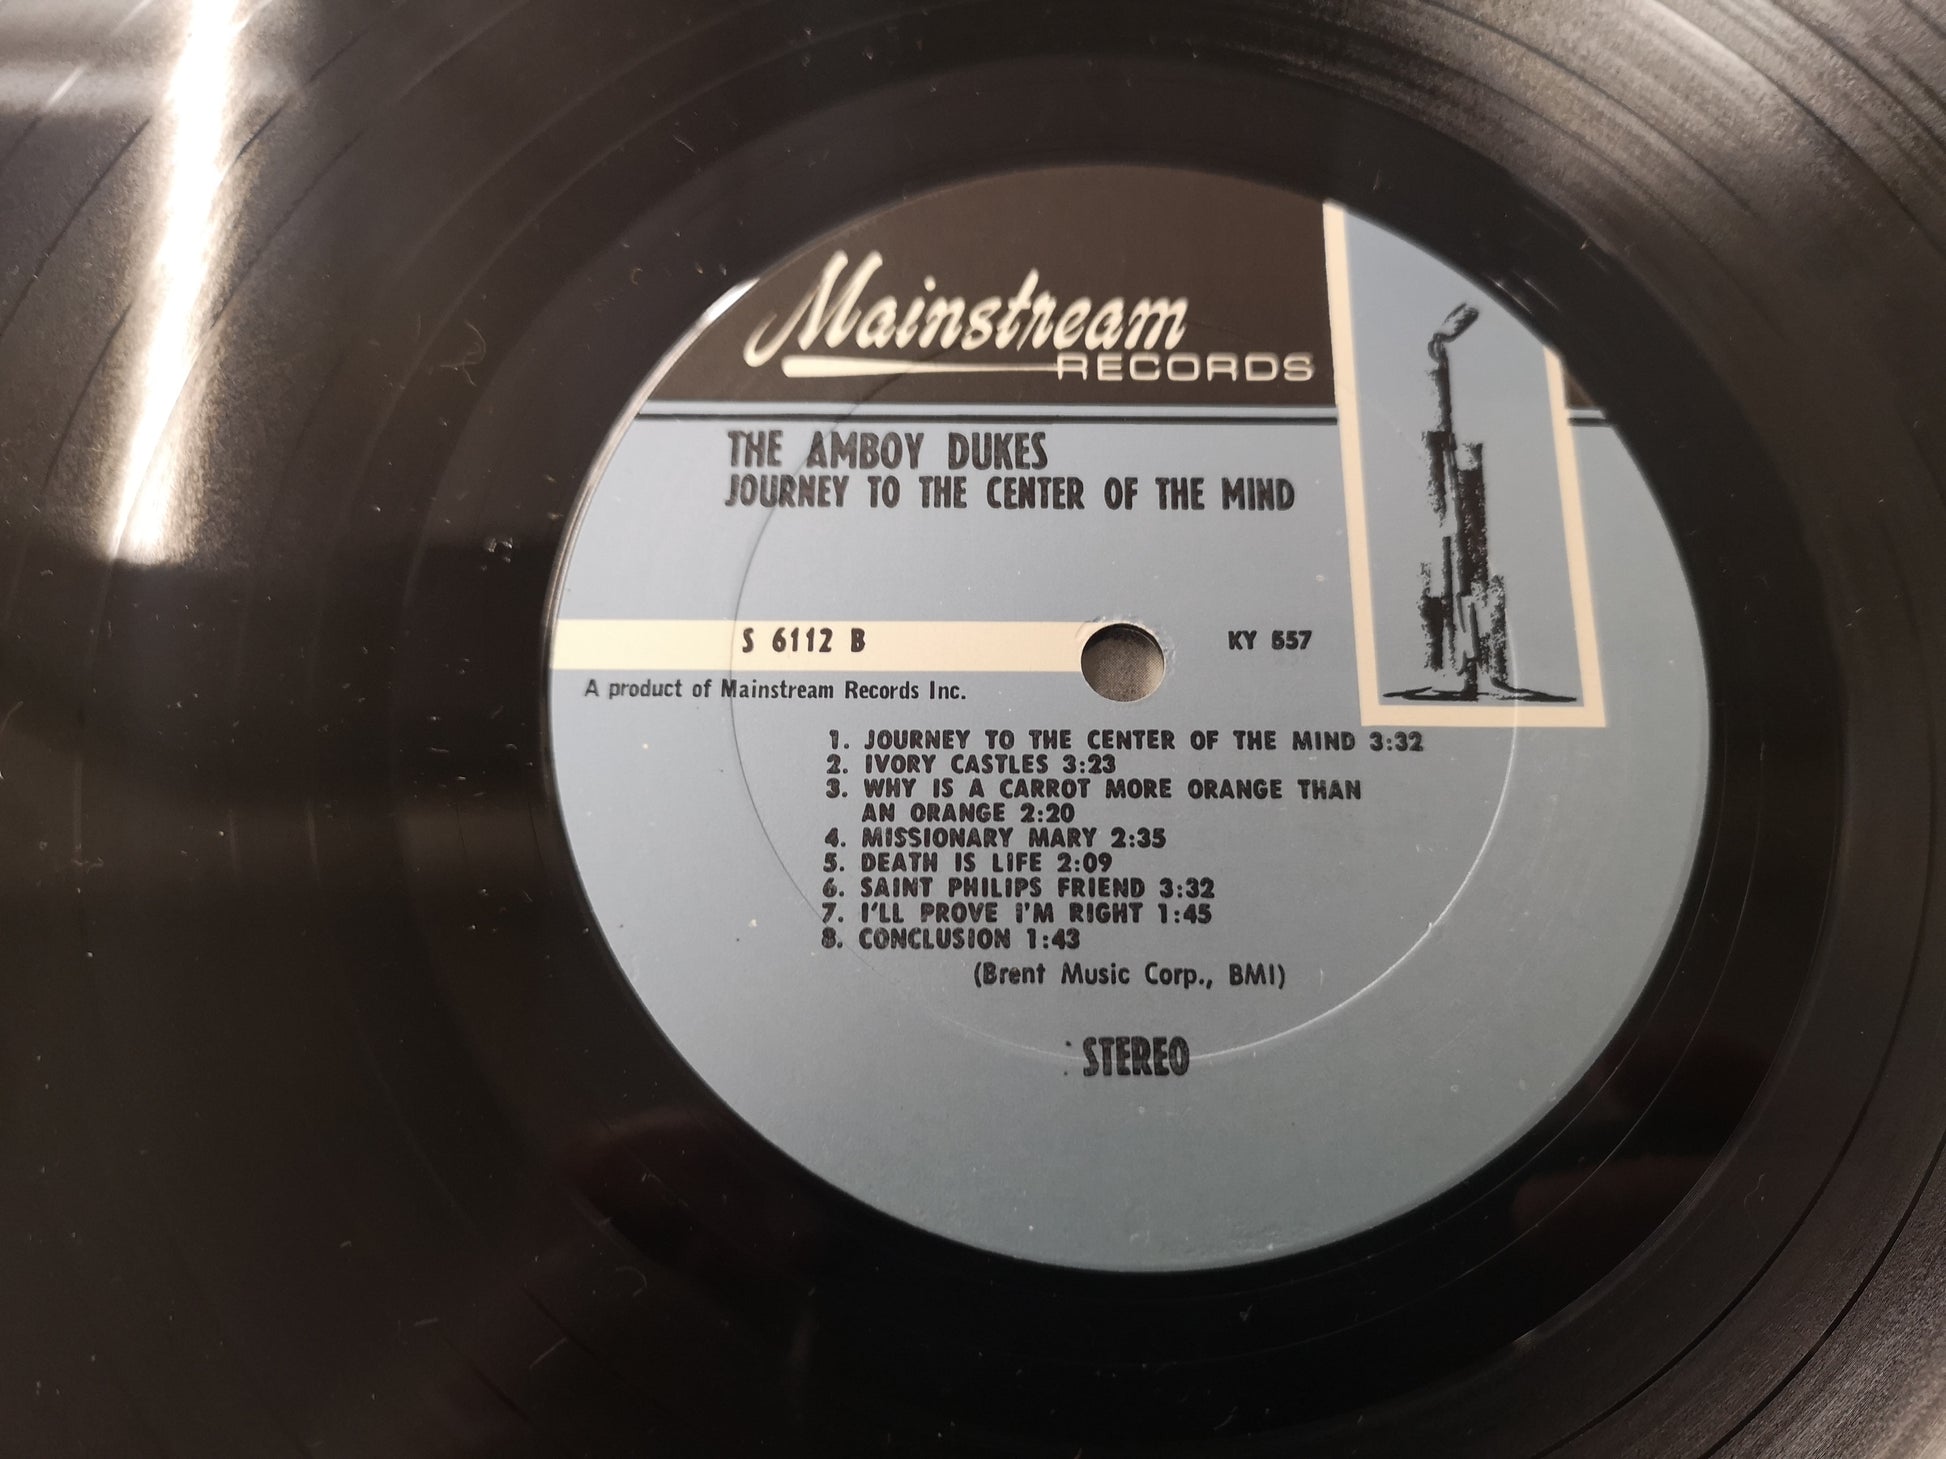 Mainstream
RECORDS
THE AMBOY DUKES
JOURNEY TO THE CENTER OF THE MIND
S 6112 B
KY 557
A product of Mainstream Records Inc.
1. JOURNEY TO THE CENTER OF THE MIND 3:32
2. IVORY CASTLES 3:23
3. WHY IS A CARROT MORE ORANGE THAN
AN ORANGE 2:20
4. MISSIONARY MARY 2:35
5. DEATH IS LIFE 2:09
6. SAINT PHILIPS FRIEND 3:32
7. I'LL PROVE I'M RIGHT 1:45
8. CONCLUSION 1:43
(Brent Music Corp., BMI)
STEREO